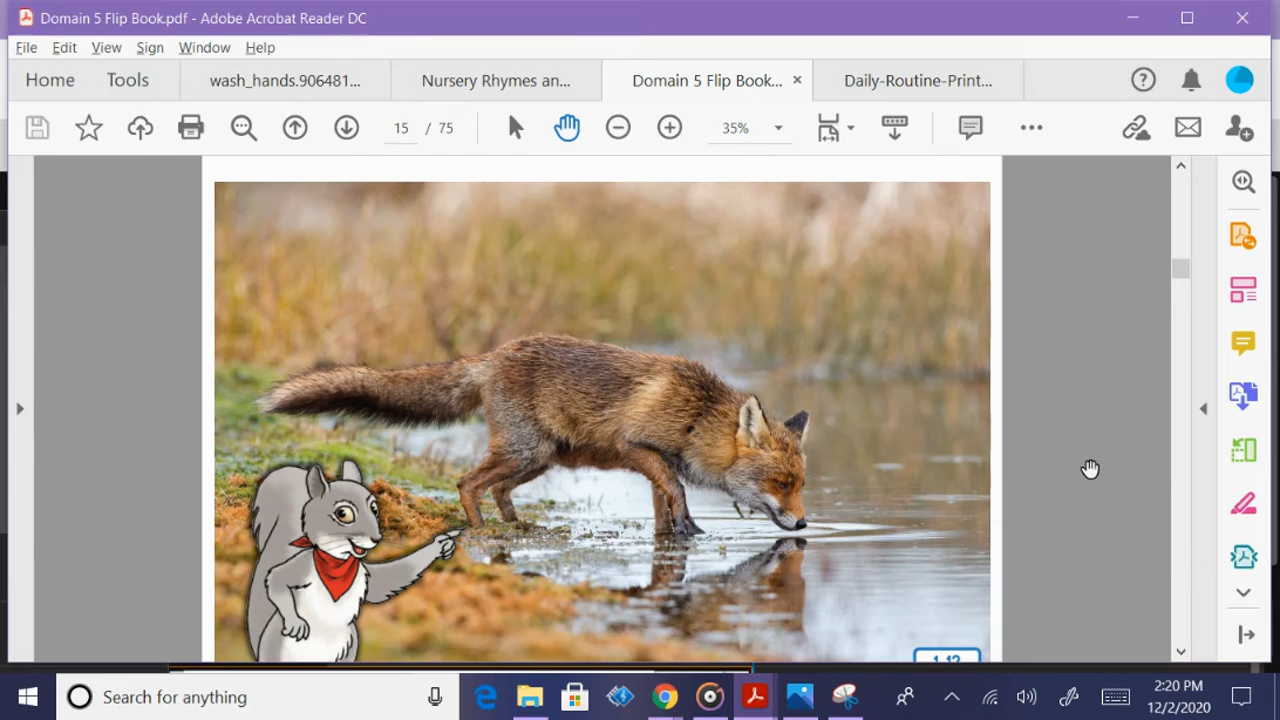 Domain 5 Flip Book.pdf - Adobe Acrobat Reader DC
File Edit View Sign Window Help
Home Tools wash_hands.906481... Nursery Rhymes an... Domain 5 Flip Book... × Daily-Routine-Print...
15 / 75 35%
Search for anything
2:20 PM
12/2/2020